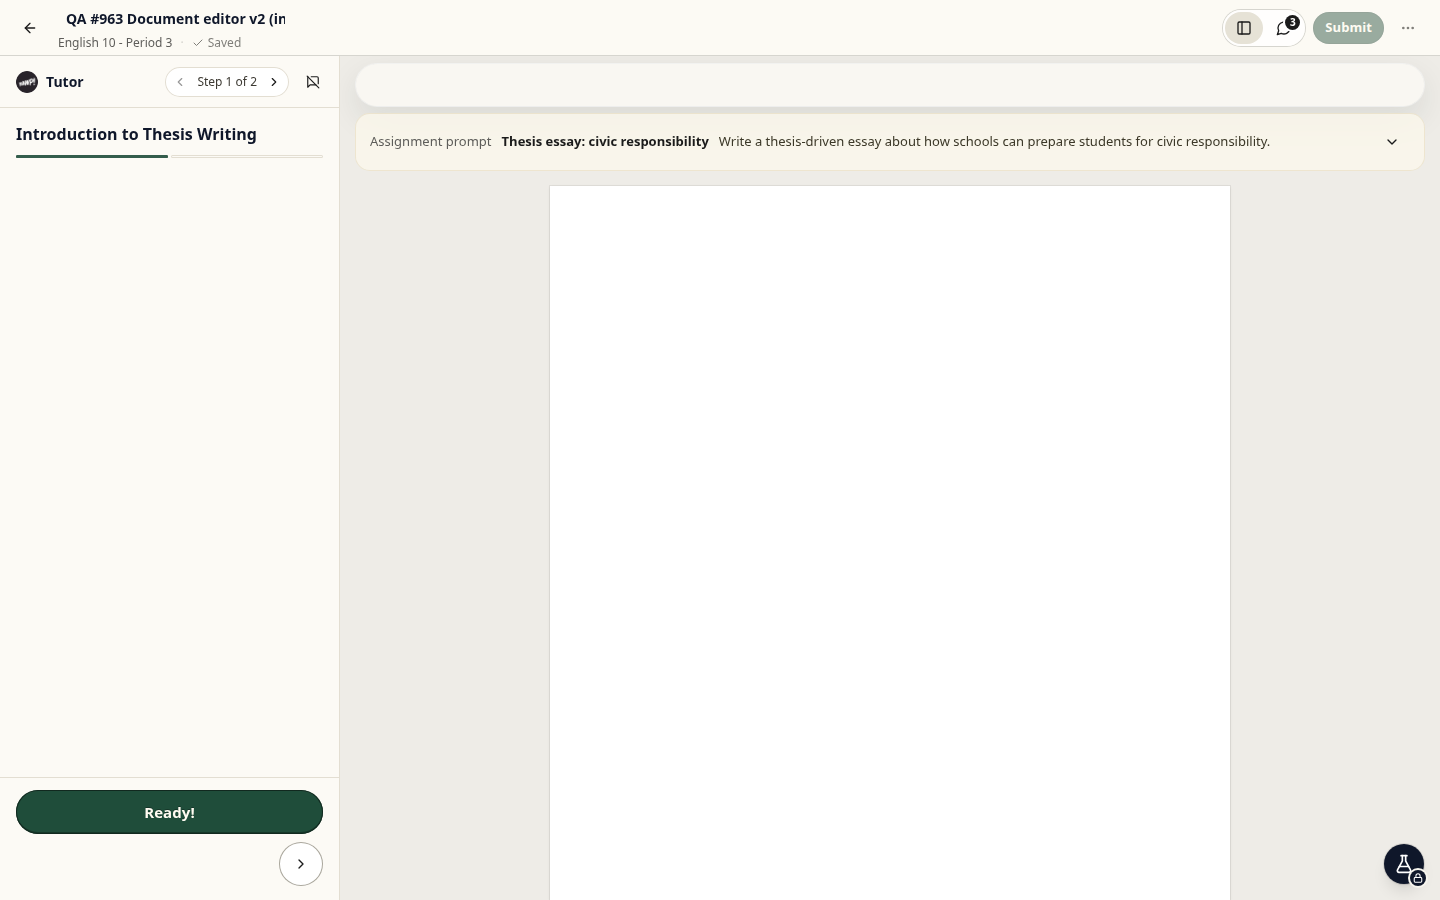 QA #963 Document editor v2 (in
English 10 - Period 3 · Saved
3
Submit
Tutor
Step 1 of 2
Introduction to Thesis Writing
Assignment prompt Thesis essay: civic responsibility Write a thesis-driven essay about how schools can prepare students for civic responsibility.
Ready!